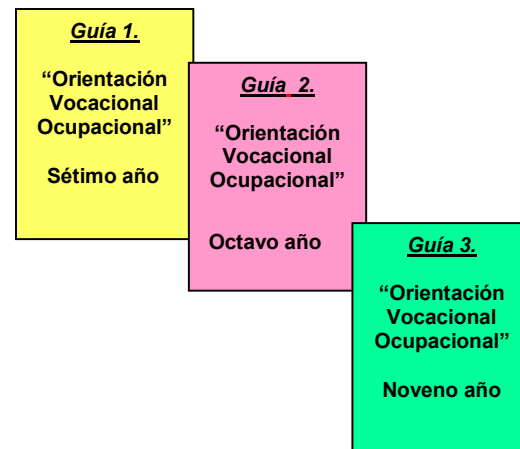 Guía 1.
“Orientación
Vocacional
Ocupacional”
Sétimo año
Guía 2.
“Orientación
Vocacional
Ocupacional”
Octavo año
Guía 3.
“Orientación
Vocacional
Ocupacional”
Noveno año